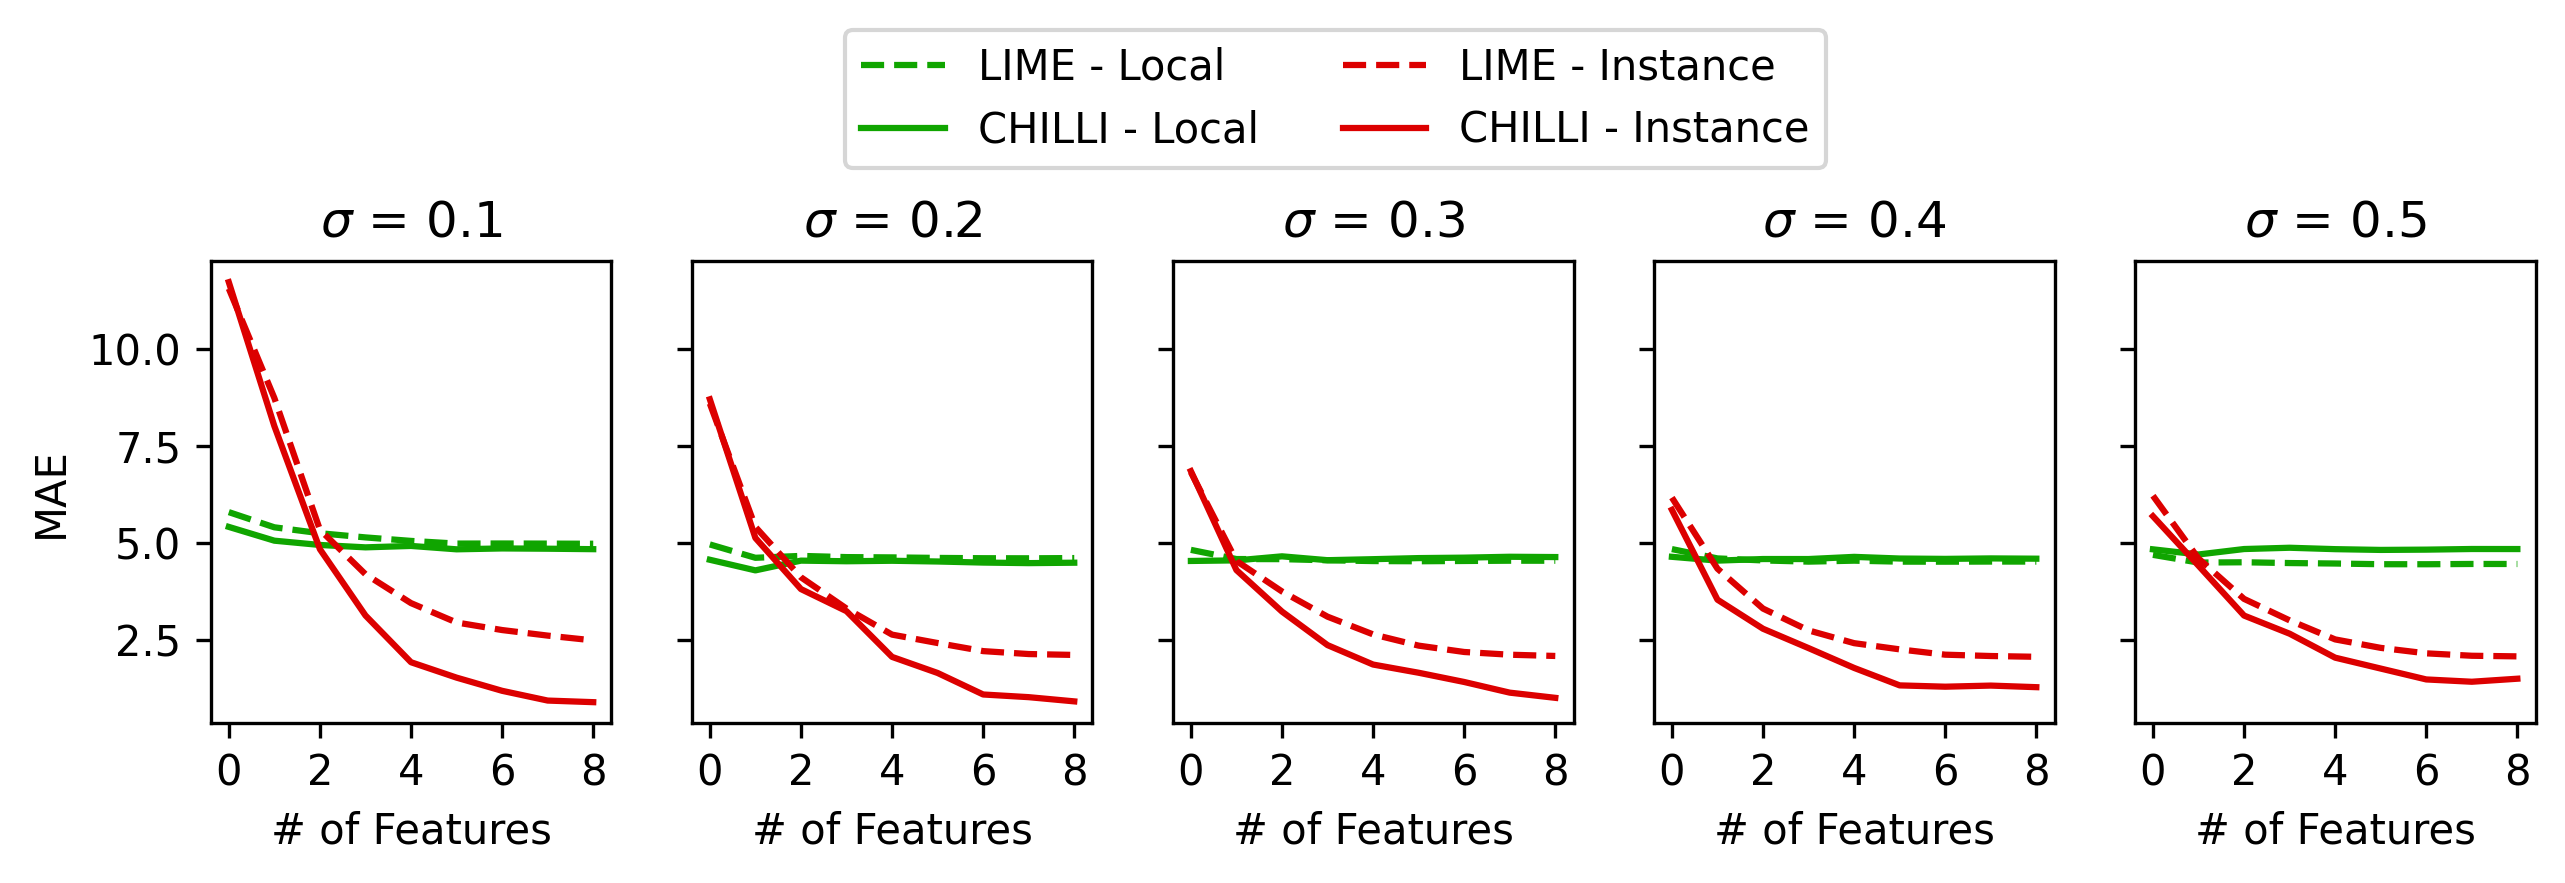 LIME - Local LIME - Instance
CHILLI - Local CHILLI - Instance
σ = 0.1 σ = 0.2 σ = 0.3 σ = 0.4 σ = 0.5
MAE
10.0
7.5
5.0
2.5
0 2 4 6 8 0 2 4 6 8 0 2 4 6 8 0 2 4 6 8 0 2 4 6 8
# of Features # of Features # of Features # of Features # of Features